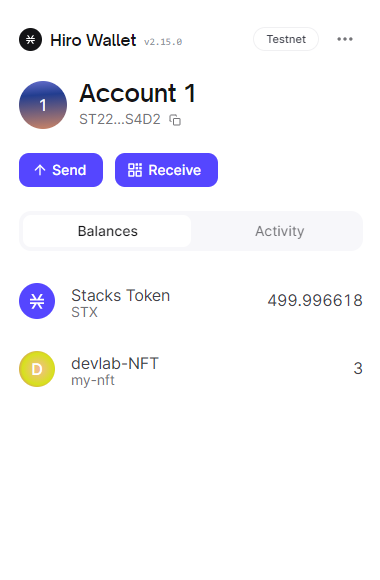 Hiro Wallet v2.15.0 Testnet
1 Account 1
ST22...S4D2
Send Receive
Balances Activity
Stacks Token 499.996618
STX
D devlab-NFT 3
my-nft